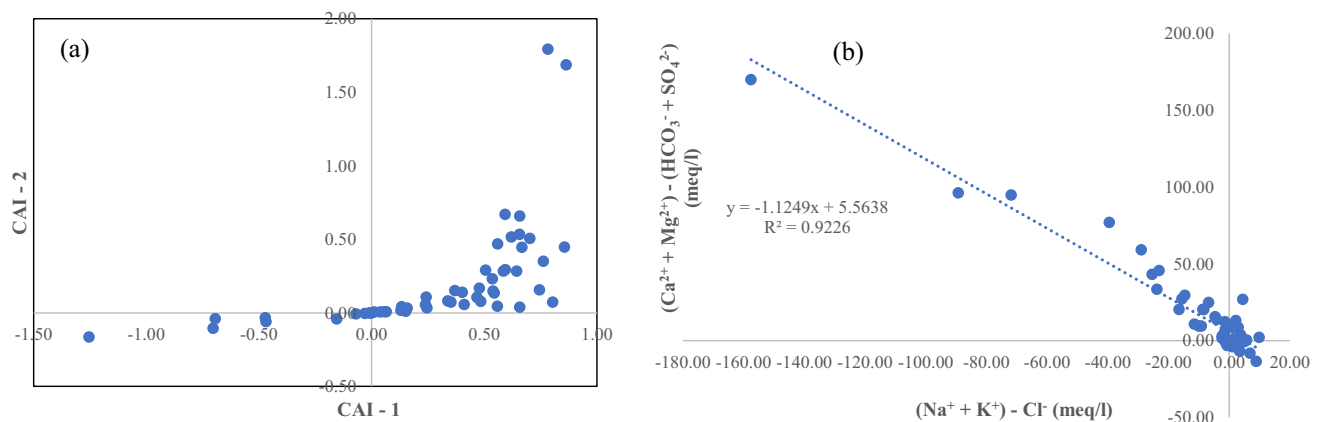 (a)
2.00
1.50
1.00
0.50
0.00
-0.50
-1.50
-1.00
-0.50
0.00
0.50
1.00
CAI - 2
CAI - 1
(b)
200.00
150.00
100.00
50.00
0.00
-50.00
-180.00 -160.00 -140.00 -120.00 -100.00 -80.00 -60.00 -40.00 -20.00 0.00 20.00
y = -1.1249x + 5.5638
R² = 0.9226
(Ca²⁺ + Mg²⁺) - (HCO₃⁻ + SO₄²⁻)
(meq/l)
(Na⁺ + K⁺) - Cl⁻ (meq/l)